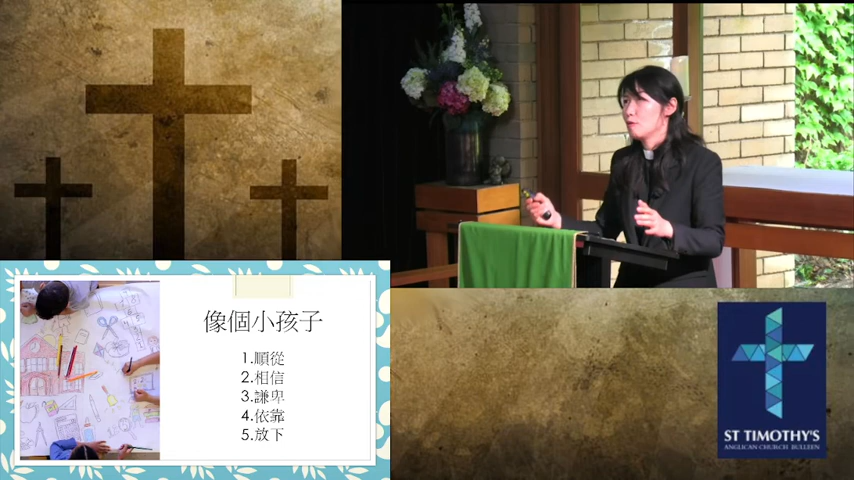 像個小孩子
1.順從
2.相信
3.謙卑
4.依靠
5.放下
ST TIMOTHY'S
ANGLICAN CHURCH BULLEEN